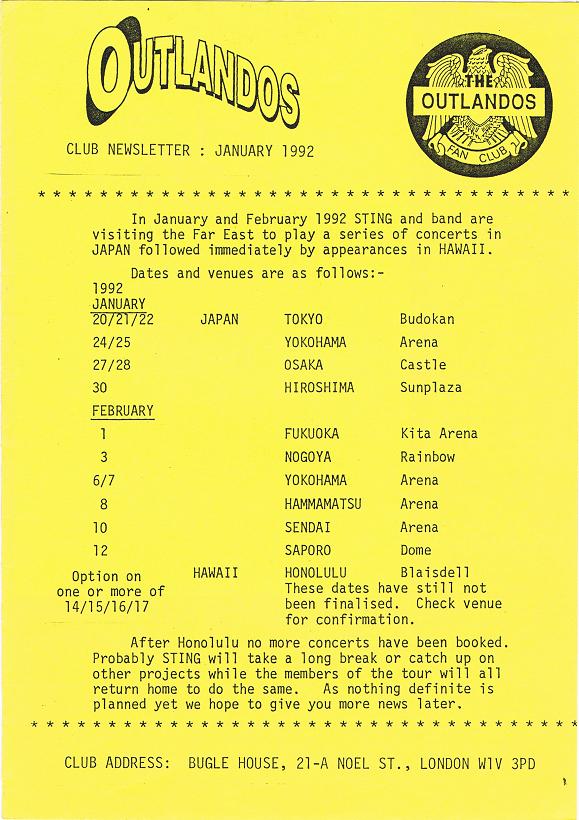 OUTLANDOS
THE
OUTLANDOS
FAN CLUB
CLUB NEWSLETTER : JANUARY 1992
* * * * * * * * * * * * * * * * * * * * * * * * * * * * * * * * * * * * *
In January and February 1992 STING and band are
visiting the Far East to play a series of concerts in
JAPAN followed immediately by appearances in HAWAII.
Dates and venues are as follows:-
1992
JANUARY
20/21/22 JAPAN TOKYO Budokan
24/25 YOKOHAMA Arena
27/28 OSAKA Castle
30 HIROSHIMA Sunplaza
FEBRUARY
1 FUKUOKA Kita Arena
3 NOGOYA Rainbow
6/7 YOKOHAMA Arena
8 HAMMAMATSU Arena
10 SENDAI Arena
12 SAPORO Dome
Option on HAWAII HONOLULU Blaisdell
one or more of These dates have still not
14/15/16/17 been finalised. Check venue
for confirmation.
After Honolulu no more concerts have been booked.
Probably STING will take a long break or catch up on
other projects while the members of the tour will all
return home to do the same. As nothing definite is
planned yet we hope to give you more news later.
* * * * * * * * * * * * * * * * * * * * * * * * * * * * * * * * * * * * *
CLUB ADDRESS: BUGLE HOUSE, 21-A NOEL ST., LONDON W1V 3PD